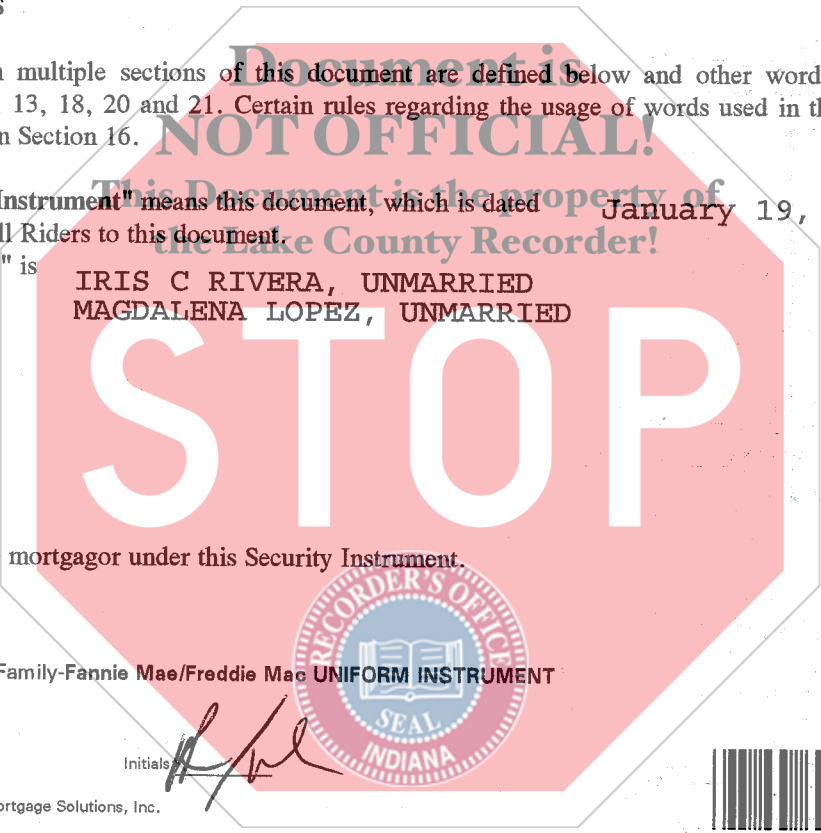 Document is
multiple sections of this document are defined below and other word
13, 18, 20 and 21. Certain rules regarding the usage of words used in
NOT OFFICIAL!
n Section 16.
This Document is the property of
Instrument" means this document, which is dated January 19,
ll Riders to this document.
the Lake County Recorder!
" is
IRIS C RIVERA, UNMARRIED
MAGDALENA LOPEZ, UNMARRIED
STOP
mortgagor under this Security Instrument.
RECORDER'S OFFICE
Family-Fannie Mae/Freddie Mac UNIFORM INSTRUMENT
SEAL
INDIANA
Initials
ortgage Solutions, Inc.